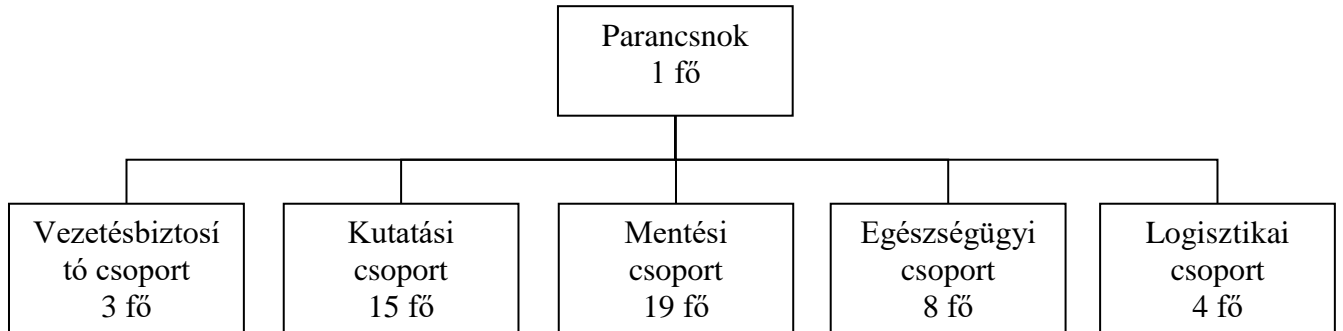 Parancsnok
1 fő
Vezetésbiztosí
tó csoport
3 fő
Kutatási
csoport
15 fő
Mentési
csoport
19 fő
Egészségügyi
csoport
8 fő
Logisztikai
csoport
4 fő